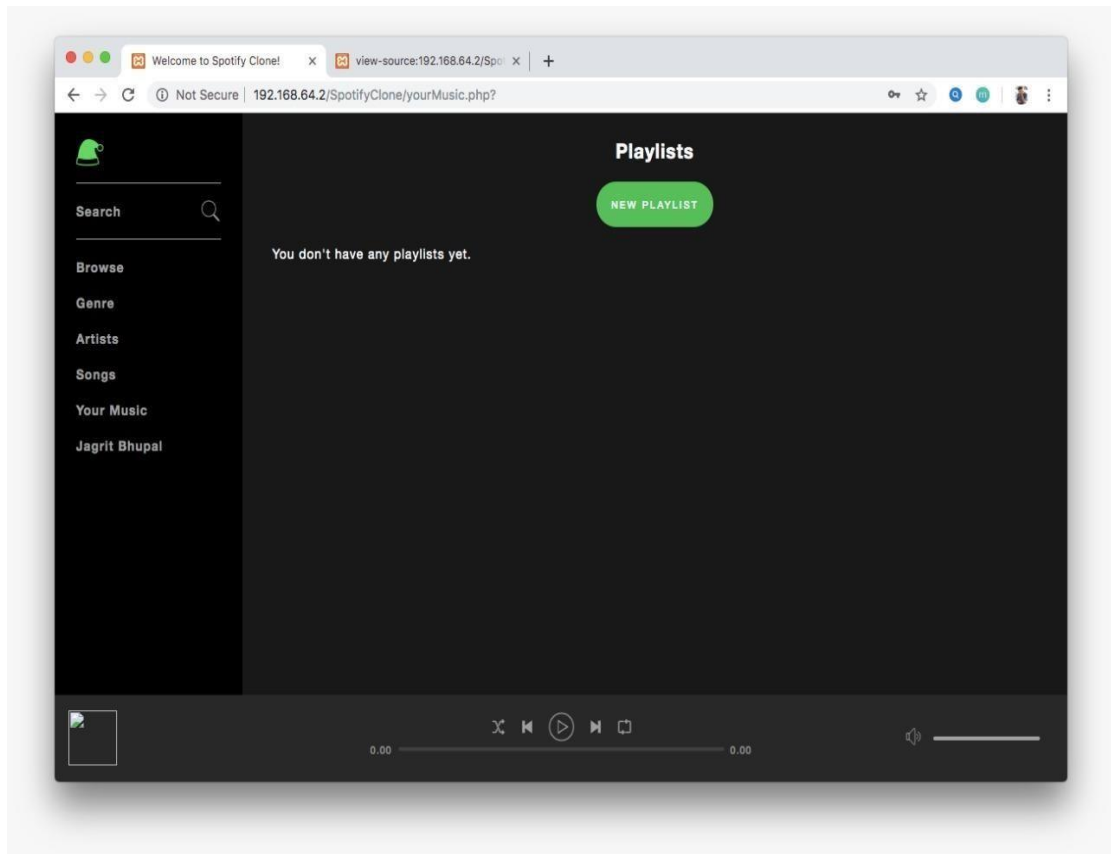 Welcome to Spotify Clone!
view-source:192.168.64.2/Spo
Not Secure 192.168.64.2/SpotifyClone/yourMusic.php?
Playlists
Search
NEW PLAYLIST
You don't have any playlists yet.
Browse
Genre
Artists
Songs
Your Music
Jagrit Bhupal
0.00
0.00